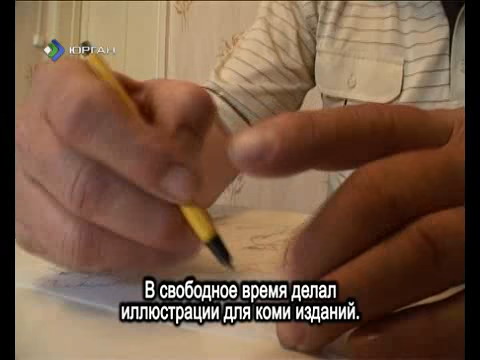 ЮРГАН
В свободное время делал
иллюстрации для коми изданий.